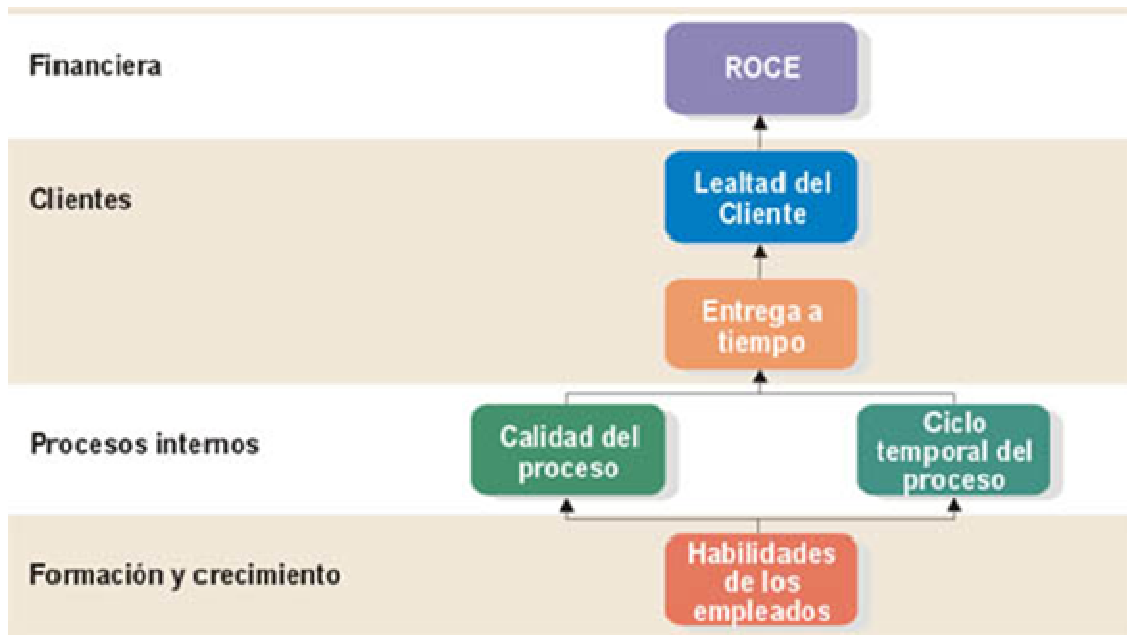 Financiera
ROCE
Clientes
Lealtad del
Cliente
Entrega a
tiempo
Procesos internos
Calidad del
proceso
Ciclo
temporal del
proceso
Formación y crecimiento
Habilidades
de los
empleados